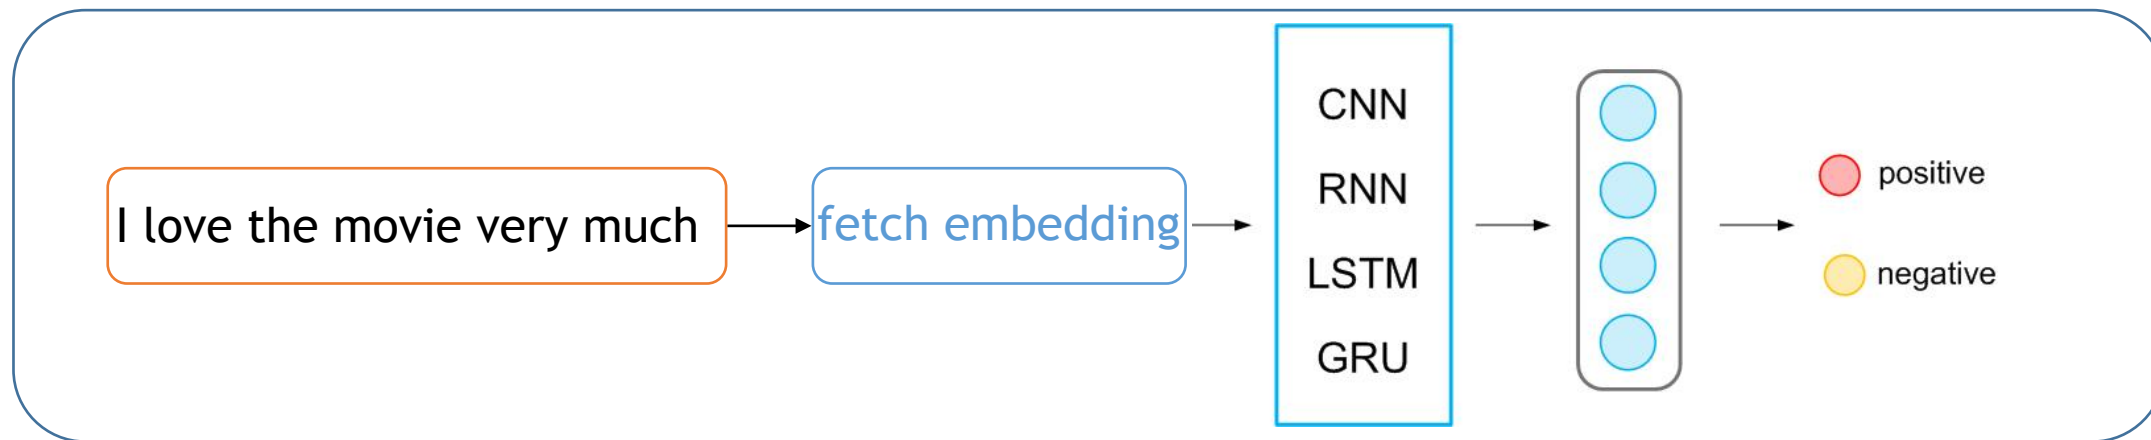 I love the movie very much
fetch embedding
CNN
RNN
LSTM
GRU
positive
negative